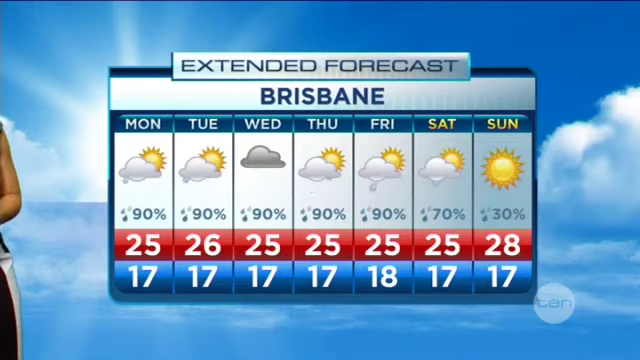 EXTENDED FORECAST
BRISBANE
MON TUE WED THU FRI SAT SUN
90% 90% 90% 90% 90% 70% 30%
25 26 25 25 25 25 28
17 17 17 17 18 17 17
ten